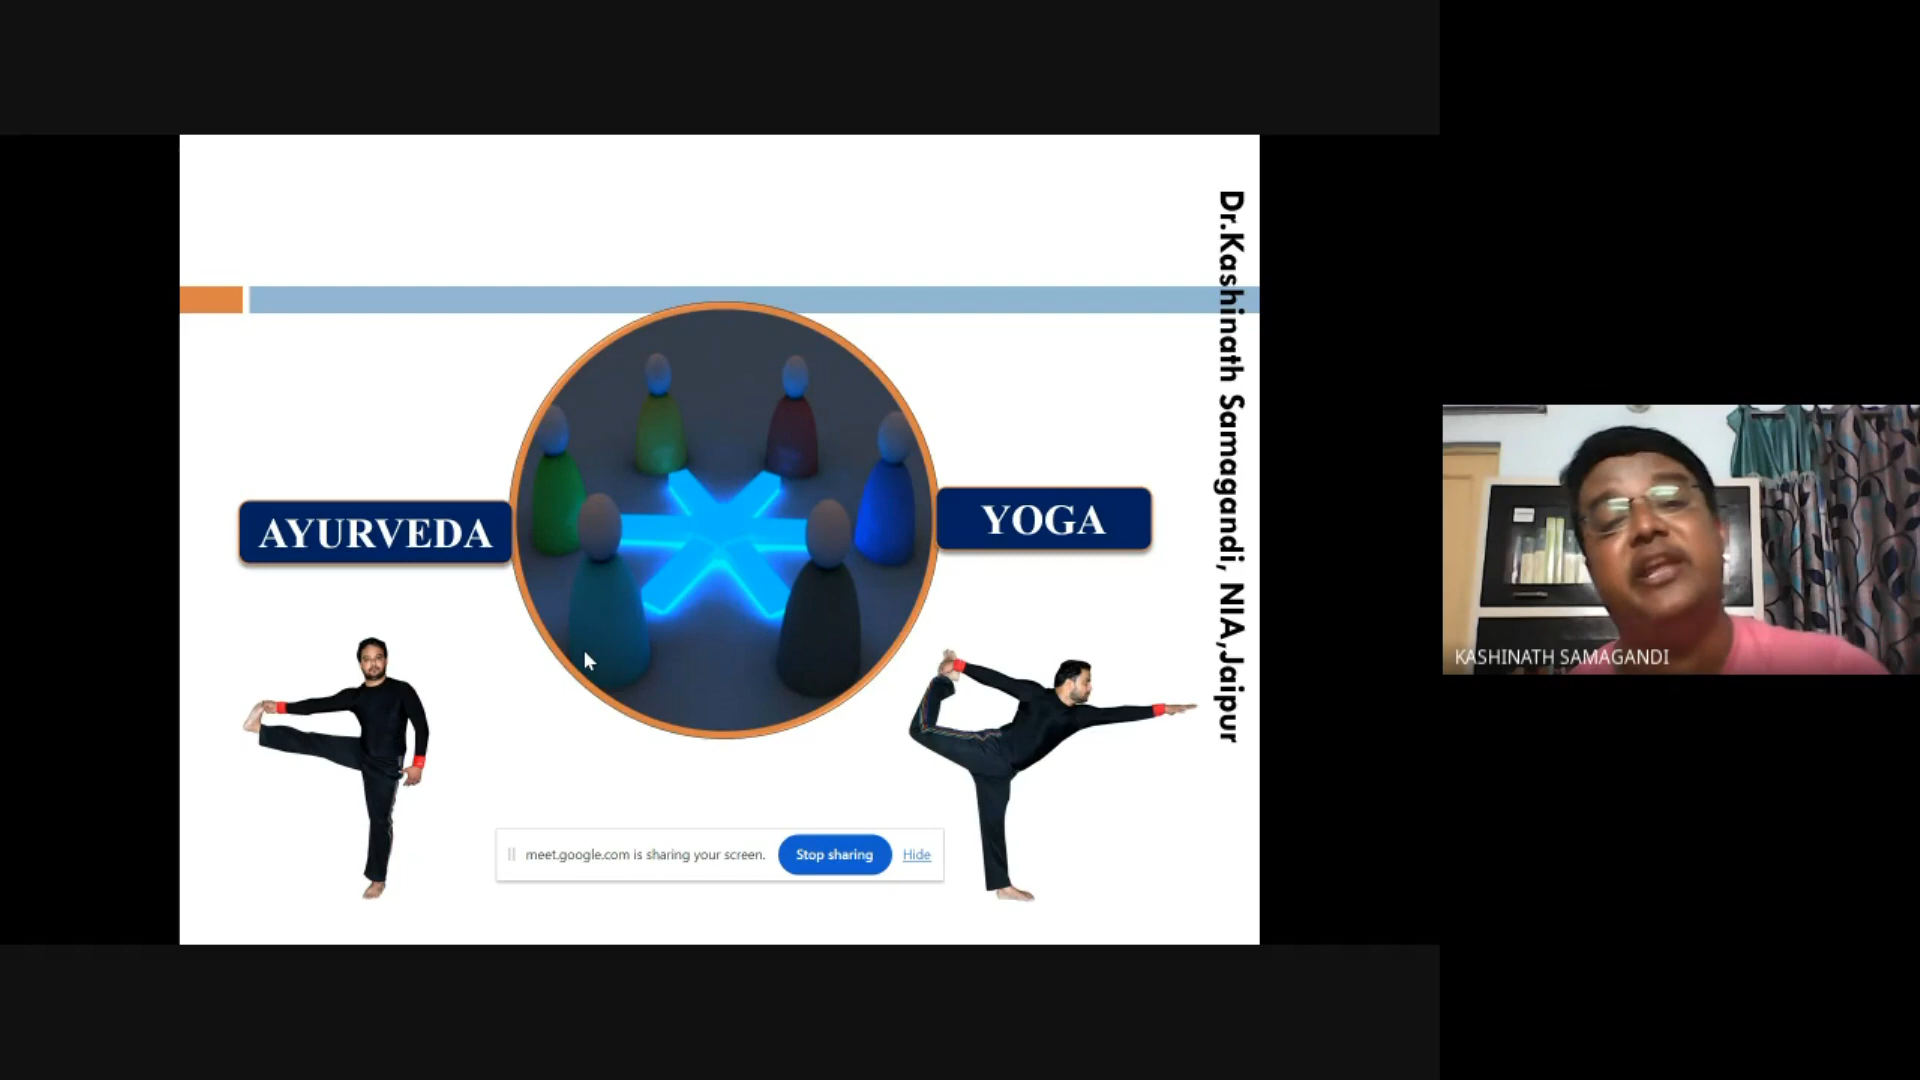 AYURVEDA
YOGA
Dr.Kashinath Samagandi, NIA,Jaipur
meet.google.com is sharing your screen.
Stop sharing
Hide
KASHINATH SAMAGANDI